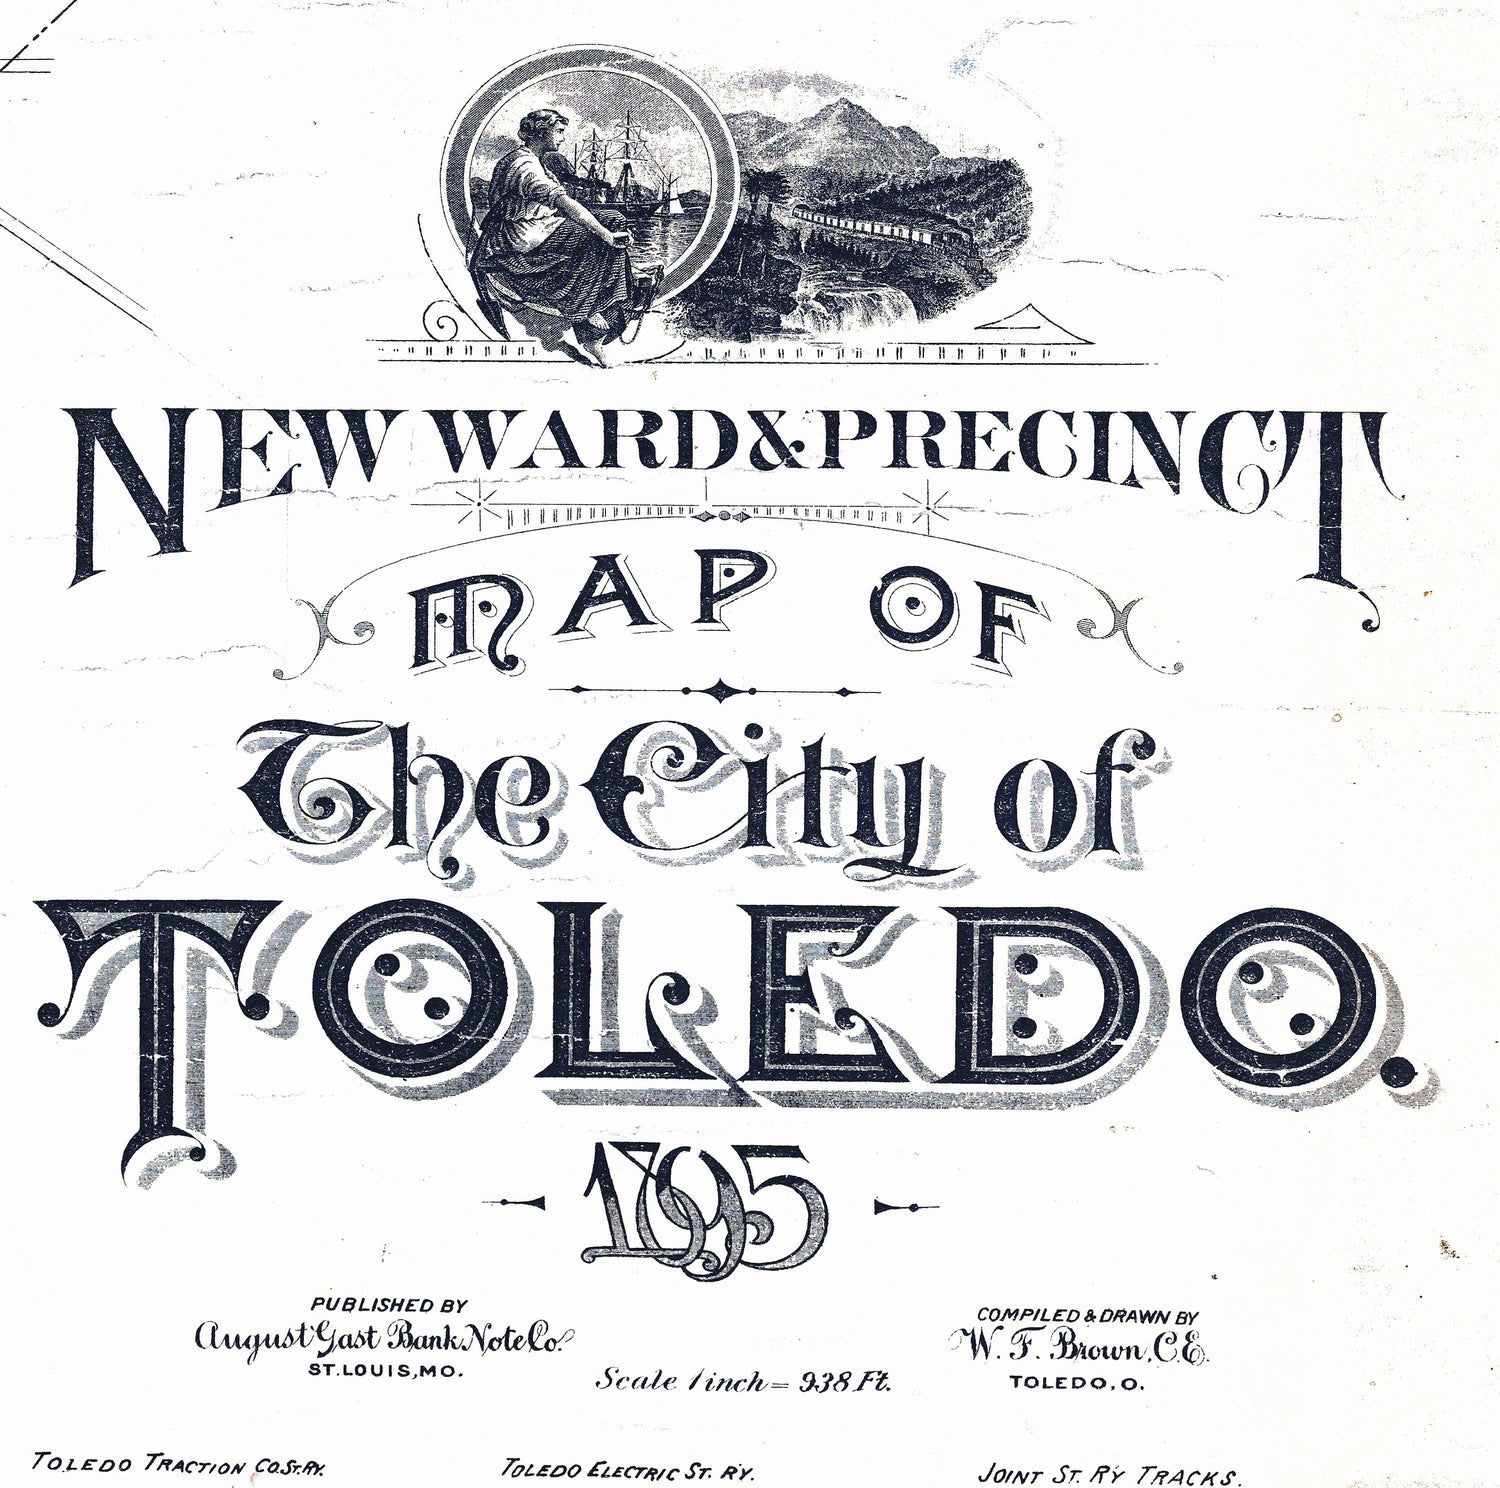 NEW WARD & PRECINCT
MAP OF
The City of
TOLEDO.
1895
PUBLISHED BY
August Gast Bank Note Co.
ST. LOUIS, MO.
Scale 1 inch = 938 Ft.
COMPILED & DRAWN BY
W. F. Brown, C.E.
TOLEDO, O.
TOLEDO TRACTION CO. ST. RY.
TOLEDO ELECTRIC ST. R'Y.
JOINT ST. R'Y TRACKS.